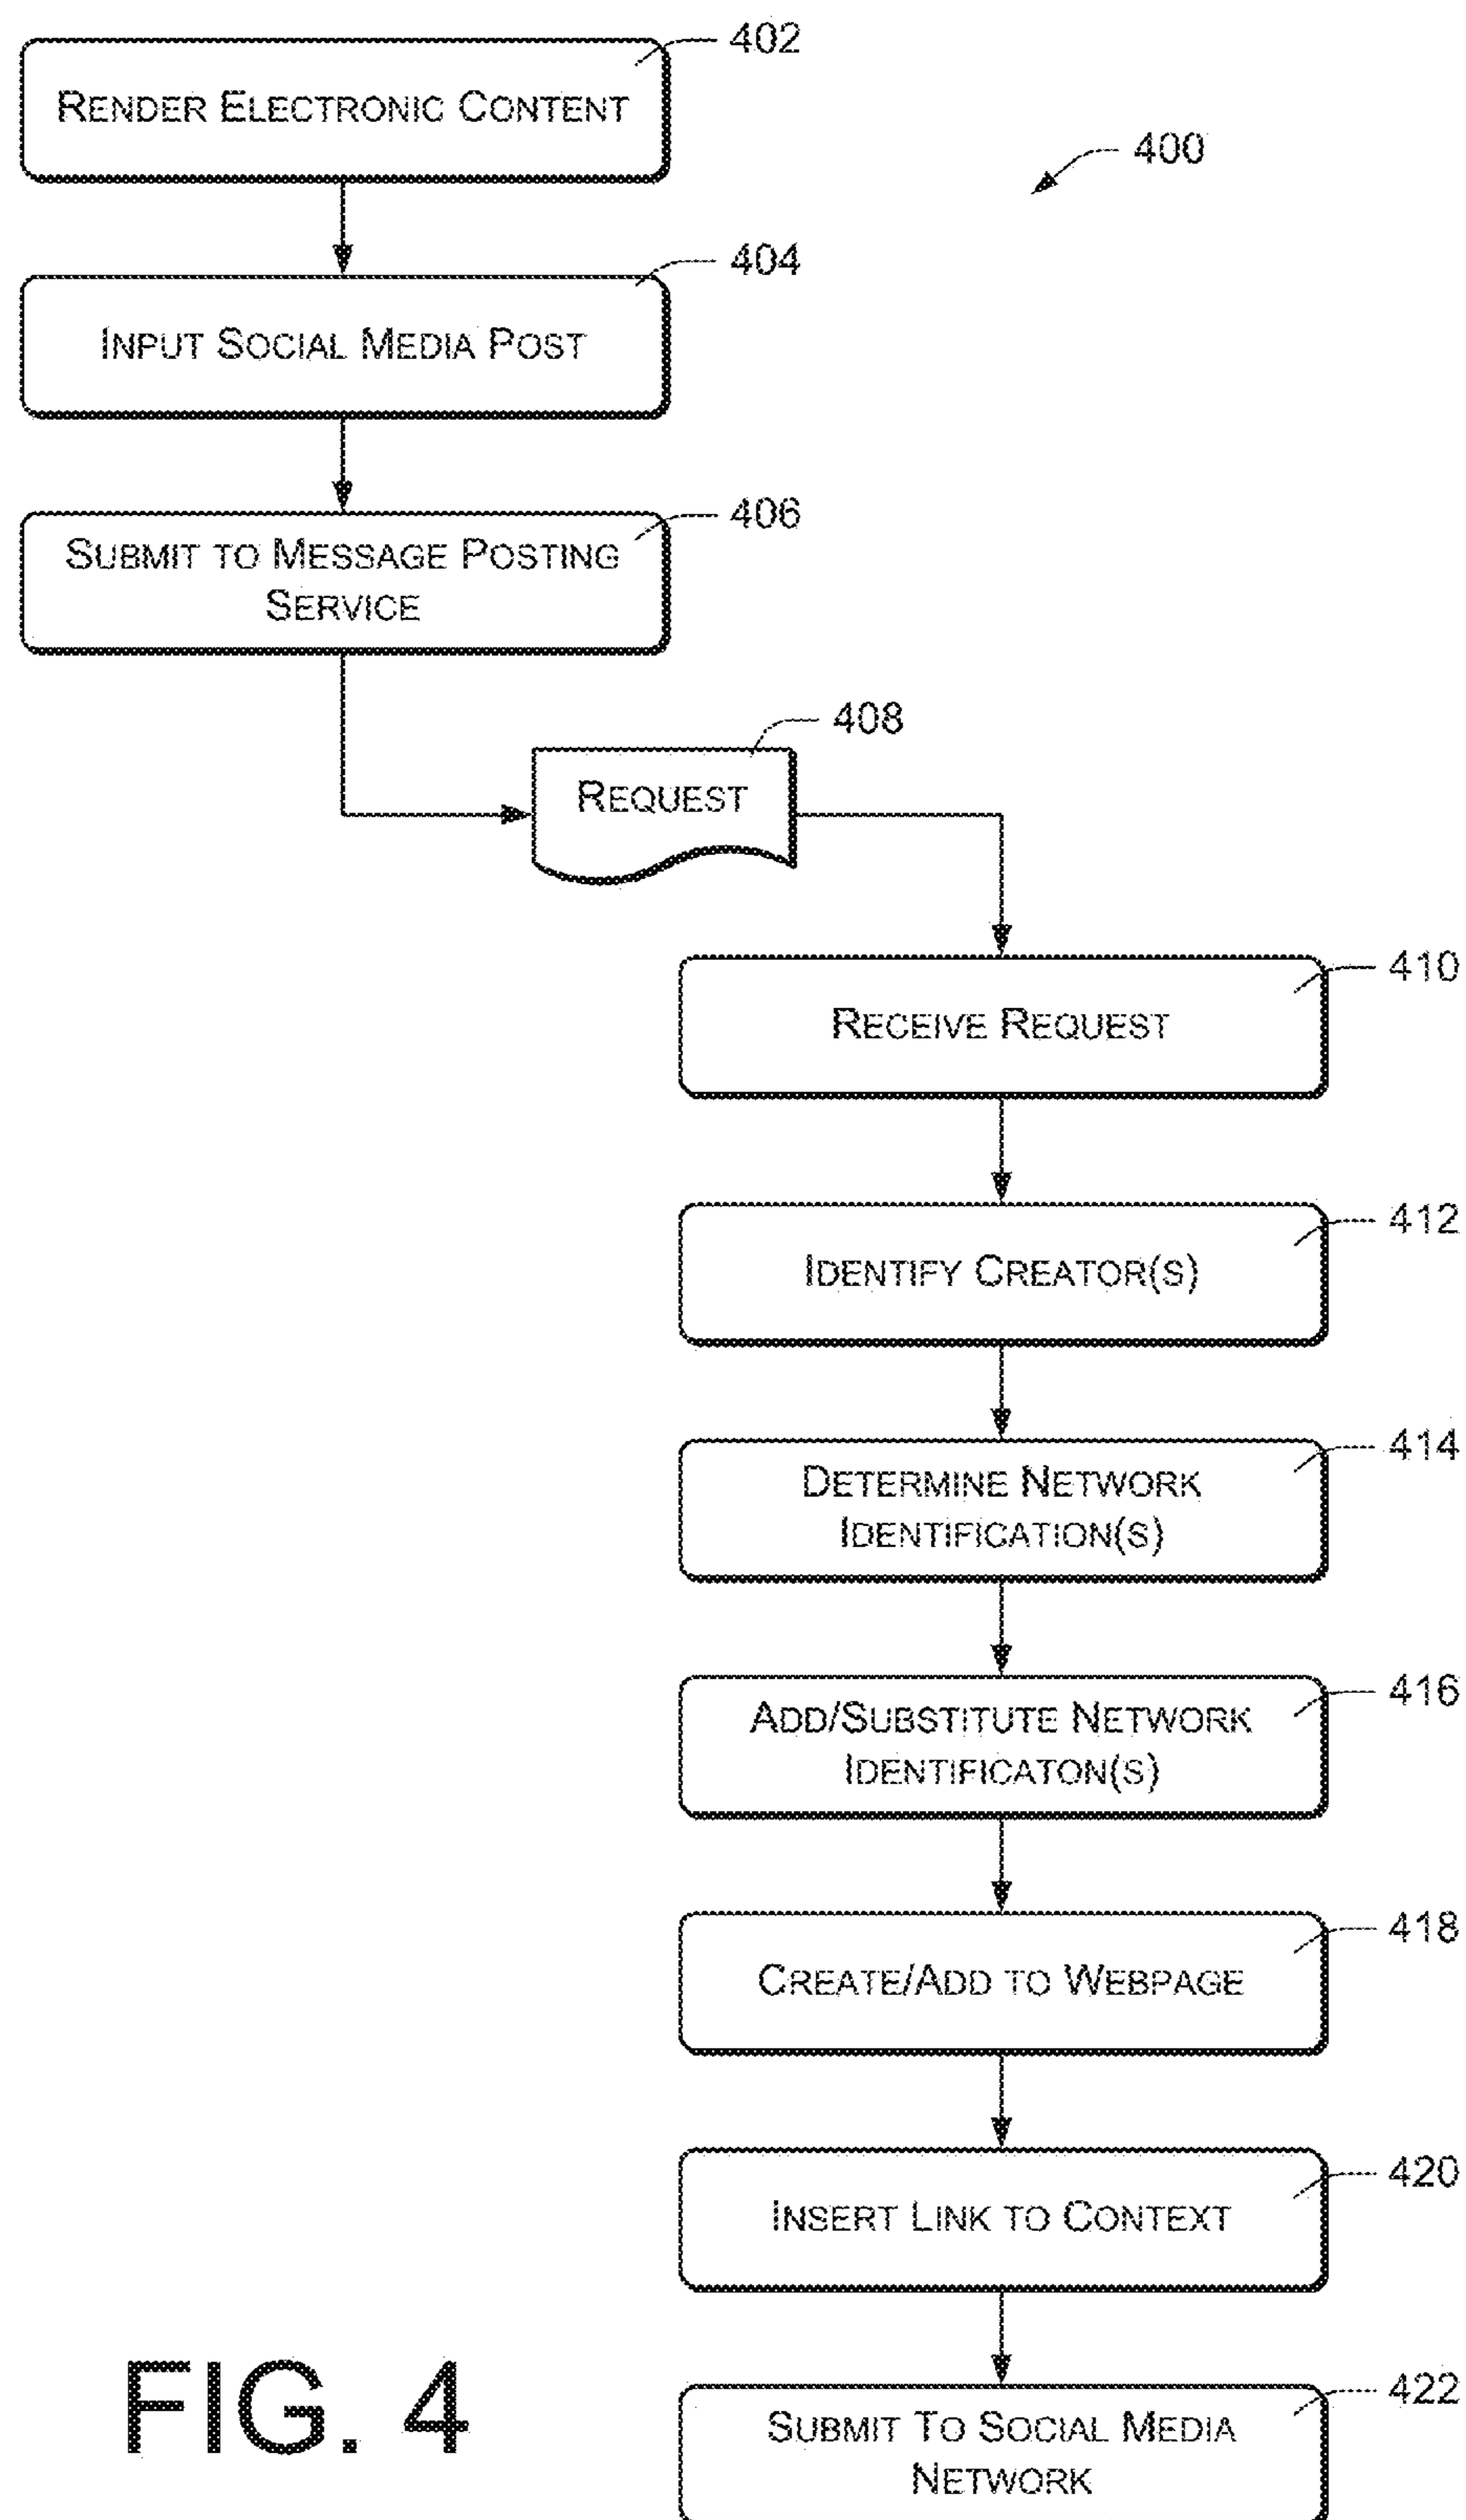 402
RENDER ELECTRONIC CONTENT
400
404
INPUT SOCIAL MEDIA POST
406
SUBMIT TO MESSAGE POSTING
SERVICE
408
REQUEST
410
RECEIVE REQUEST
412
IDENTIFY CREATOR(S)
414
DETERMINE NETWORK
IDENTIFICATION(S)
416
ADD/SUBSTITUTE NETWORK
IDENTIFICATON(S)
418
CREATE/ADD TO WEBPAGE
420
INSERT LINK TO CONTEXT
422
SUBMIT TO SOCIAL MEDIA
NETWORK
FIG. 4